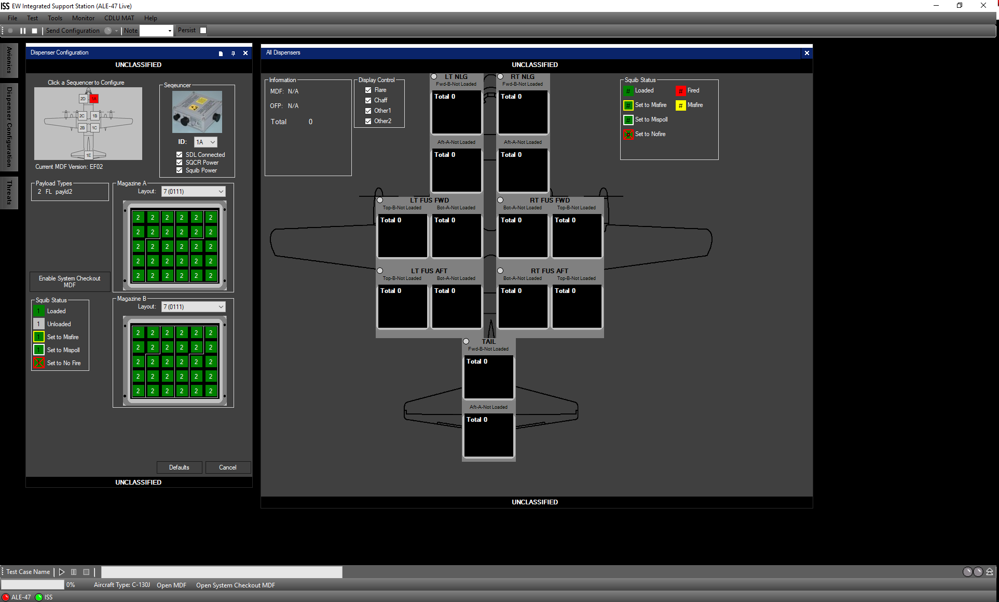 ISS EW Integrated Support Station (ALE-47 Live)
File Test Tools Monitor CDLU MAT Help
Send Configuration Note Persist
Avionics
Dispenser Configuration
Threats
Dispenser Configuration
UNCLASSIFIED
Click a Sequencer to Configure
2D 1A
2C 1B
2B 1C
1E
Current MDF Version: EF02
Seqeuncer
ID: 1A
SDL Connected
SQCR Power
Squib Power
Payload Types
2 FL payld2
Magazine A
Layout: 7 (0111)
2 2 2 2 2 2
2 2 2 2 2 2
2 2 2 2 2 2
2 2 2 2 2 2
2 2 2 2 2 2
Enable System Checkout
MDF
Squib Status
1 Loaded
1 Unloaded
1 Set to Misfire
1 Set to Mispoll
1 Set to No Fire
Magazine B
Layout: 7 (0111)
2 2 2 2 2 2
2 2 2 2 2 2
2 2 2 2 2 2
2 2 2 2 2 2
2 2 2 2 2 2
Defaults Cancel
UNCLASSIFIED
All Dispensers
UNCLASSIFIED
Information
MDF: N/A
OFP: N/A
Total 0
Display Control
Flare
Chaff
Other1
Other2
LT NLG
Fwd-B-Not Loaded
Total 0
Aft-A-Not Loaded
Total 0
RT NLG
Fwd-B-Not Loaded
Total 0
Aft-A-Not Loaded
Total 0
Squib Status
# Loaded # Fired
# Set to Misfire # Misfire
# Set to Mispoll
# Set to Nofire
LT FUS FWD
Top-B-Not Loaded Bot-A-Not Loaded
Total 0 Total 0
RT FUS FWD
Bot-A-Not Loaded Top-B-Not Loaded
Total 0 Total 0
LT FUS AFT
Top-B-Not Loaded Bot-A-Not Loaded
Total 0 Total 0
RT FUS AFT
Bot-A-Not Loaded Top-B-Not Loaded
Total 0 Total 0
TAIL
Fwd-B-Not Loaded
Total 0
Aft-A-Not Loaded
Total 0
UNCLASSIFIED
Test Case Name
0% Aircraft Type: C-130J Open MDF Open System Checkout MDF
ALE-47 ISS